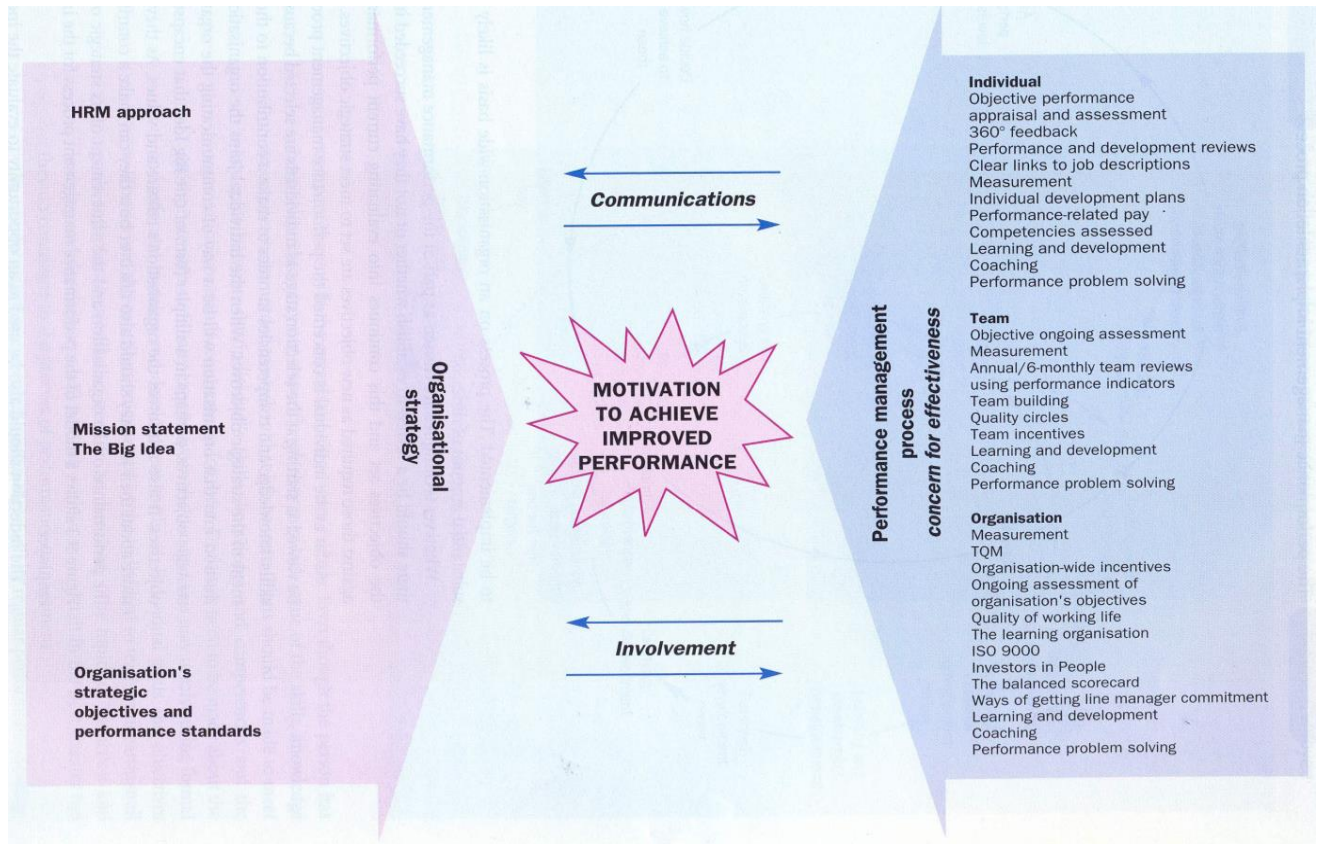 HRM approach
Mission statement
The Big Idea
Organisation's
strategic
objectives and
performance standards
Organisational
strategy
Communications
MOTIVATION
TO ACHIEVE
IMPROVED
PERFORMANCE
Involvement
Performance management
process
concern for effectiveness
Individual
Objective performance
appraisal and assessment
360° feedback
Performance and development reviews
Clear links to job descriptions
Measurement
Individual development plans
Performance-related pay
Competencies assessed
Learning and development
Coaching
Performance problem solving
Team
Objective ongoing assessment
Measurement
Annual/6-monthly team reviews
using performance indicators
Team building
Quality circles
Team incentives
Learning and development
Coaching
Performance problem solving
Organisation
Measurement
TQM
Organisation-wide incentives
Ongoing assessment of
organisation's objectives
Quality of working life
The learning organisation
ISO 9000
Investors in People
The balanced scorecard
Ways of getting line manager commitment
Learning and development
Coaching
Performance problem solving